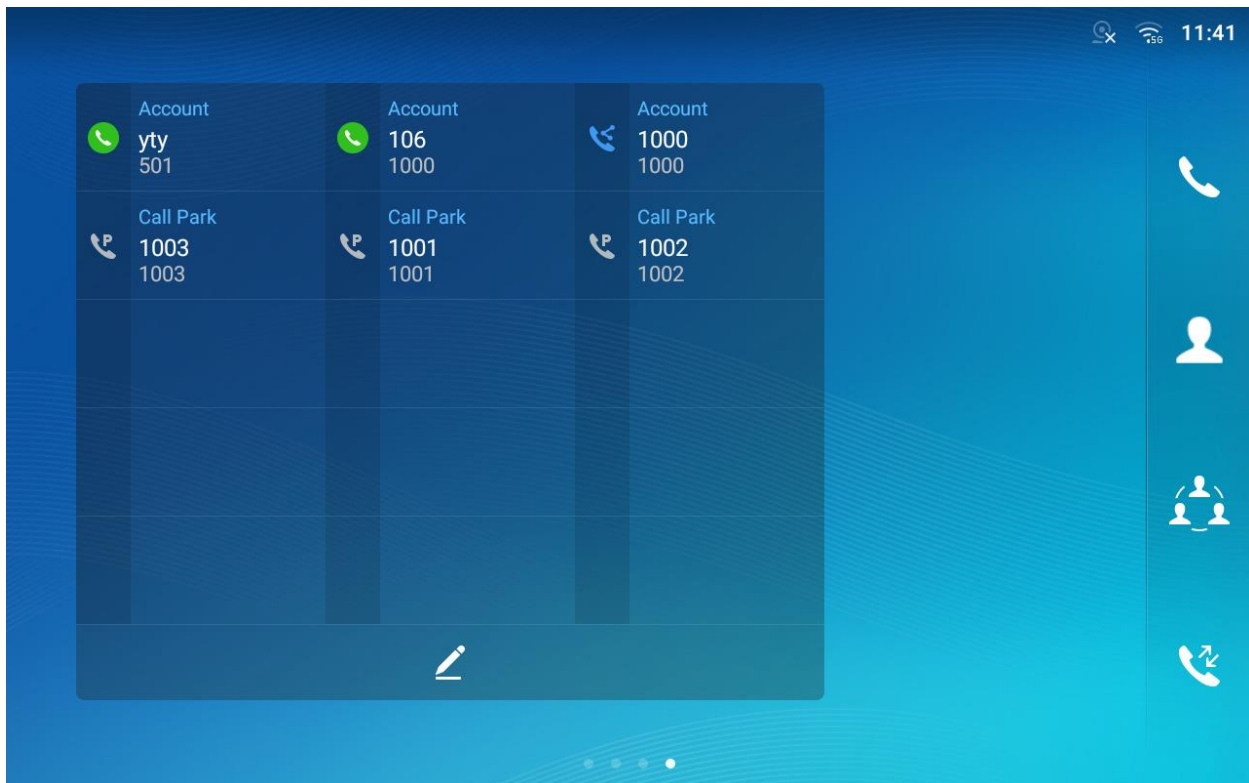 5G 11:41
Account Account Account
yty 106 1000
501 1000 1000
Call Park Call Park Call Park
P 1003 P 1001 P 1002
1003 1001 1002